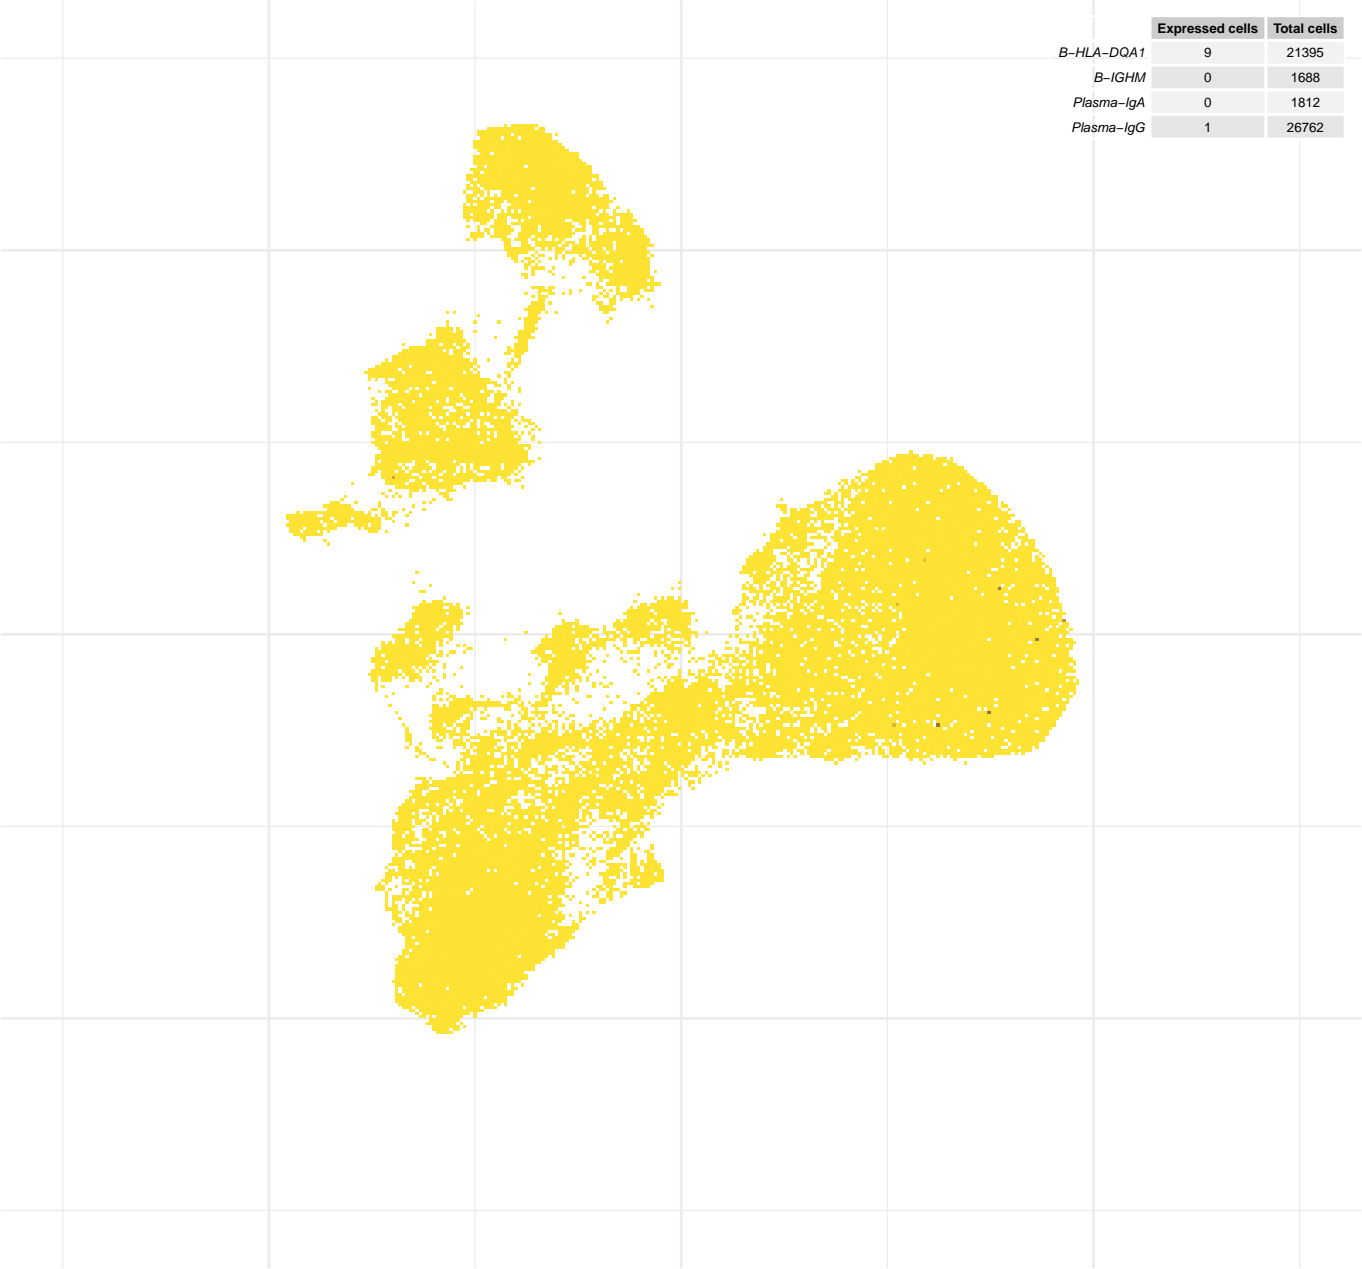 Expressed cells Total cells
B−HLA−DQA1 9 21395
B−IGHM 0 1688
Plasma−IgA 0 1812
Plasma−IgG 1 26762